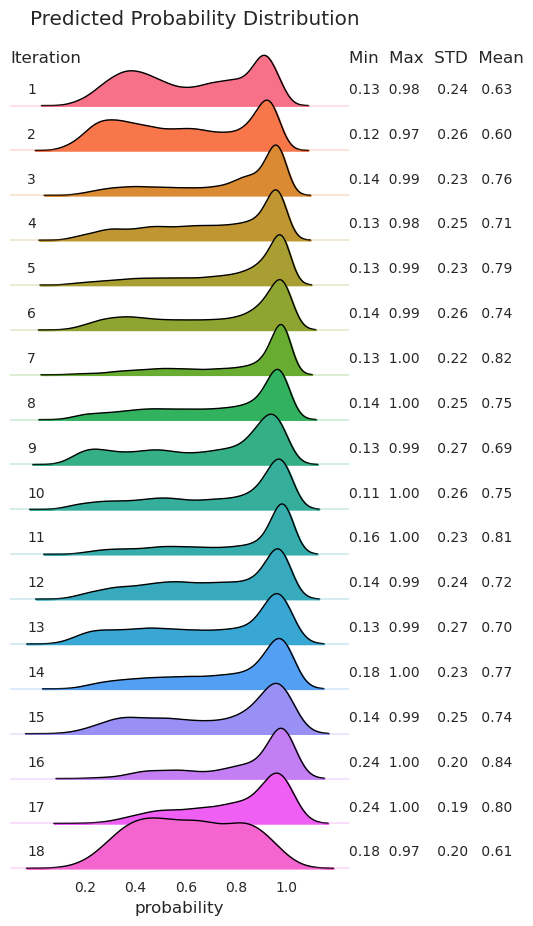 Predicted Probability Distribution
Iteration Min Max STD Mean
1 0.13 0.98 0.24 0.63
2 0.12 0.97 0.26 0.60
3 0.14 0.99 0.23 0.76
4 0.13 0.98 0.25 0.71
5 0.13 0.99 0.23 0.79
6 0.14 0.99 0.26 0.74
7 0.13 1.00 0.22 0.82
8 0.14 1.00 0.25 0.75
9 0.13 0.99 0.27 0.69
10 0.11 1.00 0.26 0.75
11 0.16 1.00 0.23 0.81
12 0.14 0.99 0.24 0.72
13 0.13 0.99 0.27 0.70
14 0.18 1.00 0.23 0.77
15 0.14 0.99 0.25 0.74
16 0.24 1.00 0.20 0.84
17 0.24 1.00 0.19 0.80
18 0.18 0.97 0.20 0.61
0.2 0.4 0.6 0.8 1.0
probability